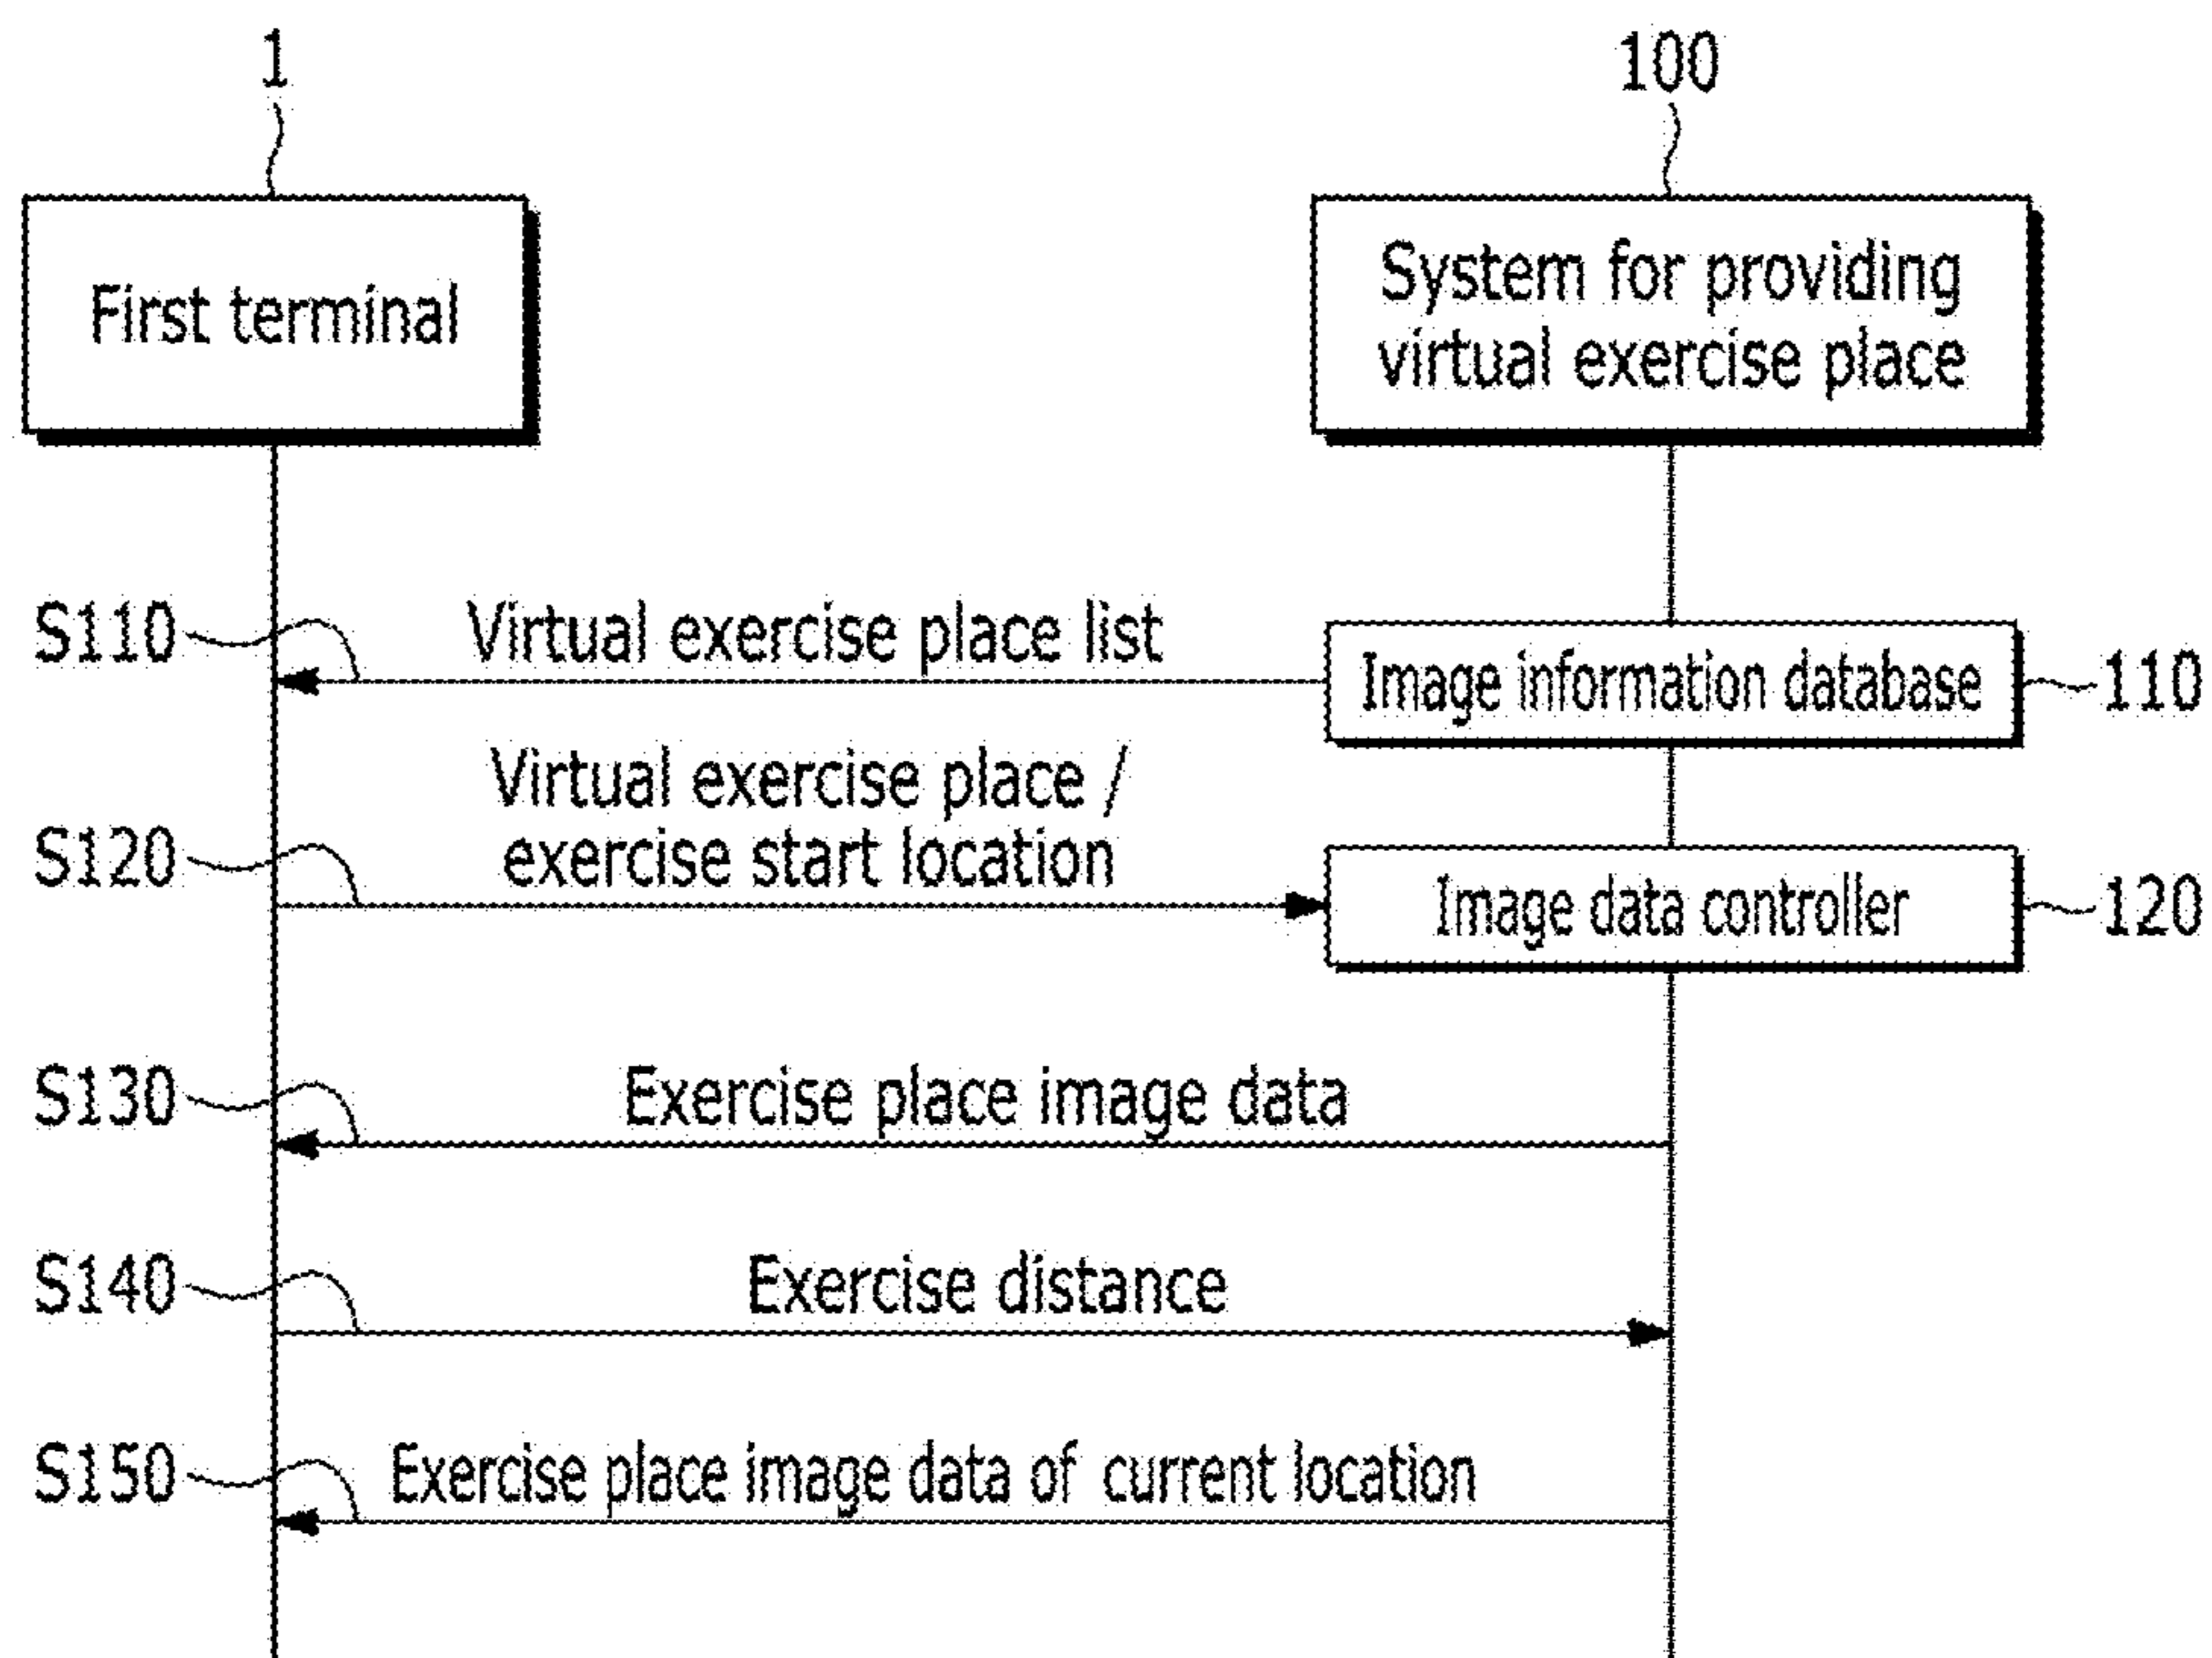 1
100
First terminal
System for providing
virtual exercise place
S110
Virtual exercise place list
Image information database
110
Virtual exercise place /
exercise start location
S120
Image data controller
120
S130
Exercise place image data
S140
Exercise distance
S150
Exercise place image data of current location